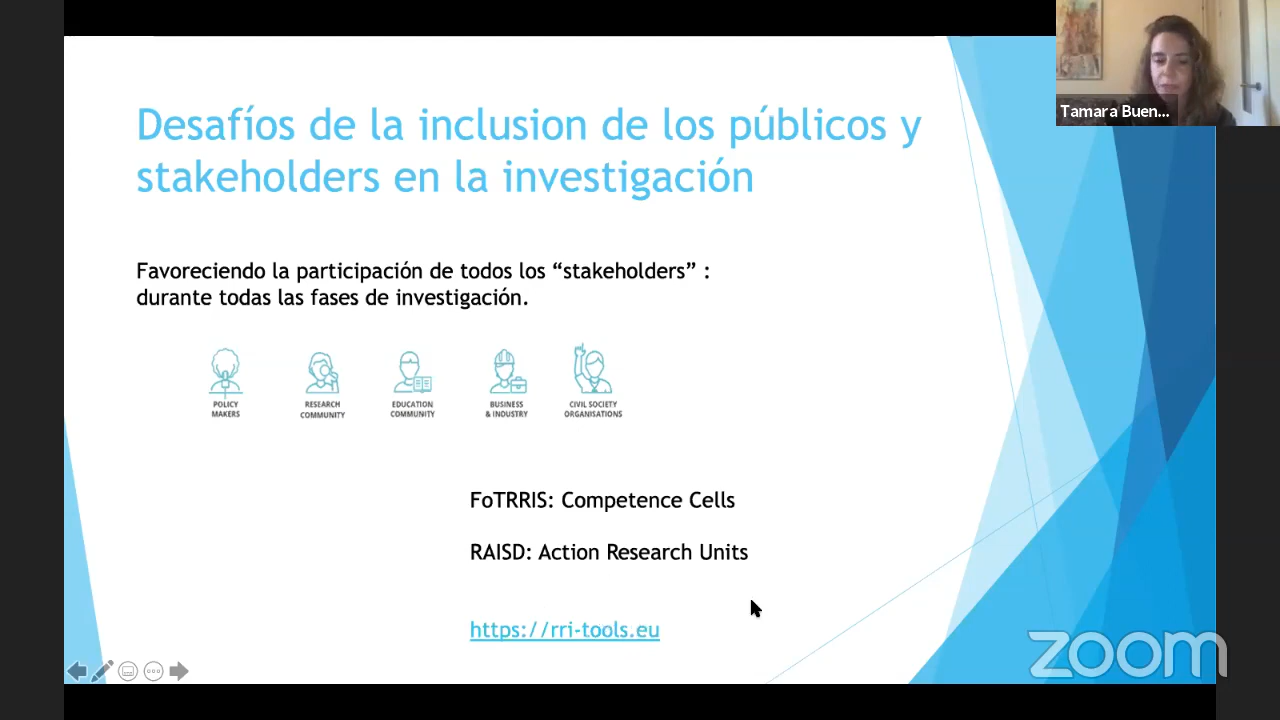 Tamara Buen...
Desafíos de la inclusion de los públicos y
stakeholders en la investigación
Favoreciendo la participación de todos los “stakeholders” :
durante todas las fases de investigación.
POLICY
MAKERS
RESEARCH
COMMUNITY
EDUCATION
COMMUNITY
BUSINESS
& INDUSTRY
CIVIL SOCIETY
ORGANISATIONS
FoTRRIS: Competence Cells
RAISD: Action Research Units
https://rri-tools.eu
zoom